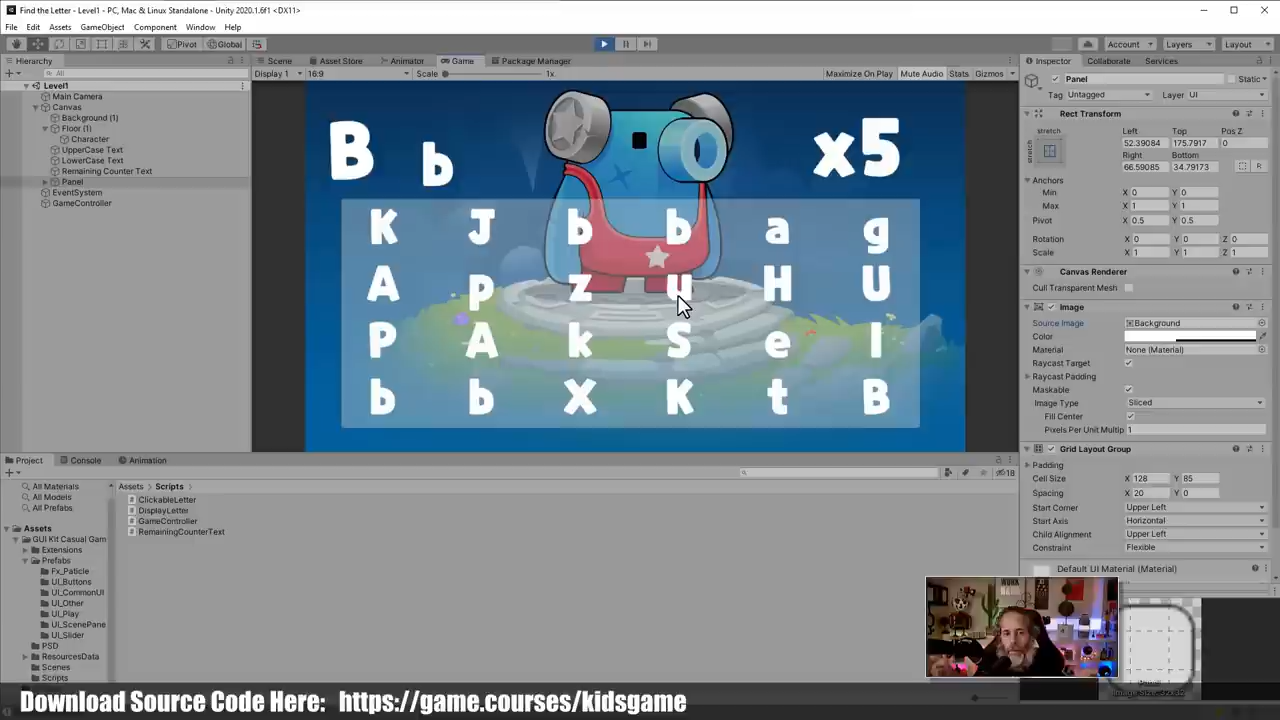 Find the Letter - Level1 - PC, Mac & Linux Standalone - Unity 2020.1.6f1 <DX11>
File Edit Assets GameObject Component Window Help
Pivot Global Account Layers Layout
Hierarchy Scene Asset Store Animator Game Package Manager Inspector Collaborate Services
All Display 1 16:9 Scale 1x Maximize On Play Mute Audio Stats Gizmos
Level1
Main Camera
Canvas
Background (1)
Floor (1)
Character
UpperCase Text
LowerCase Text
Remaining Counter Text
Panel
EventSystem
GameController
B b x5
K J b b a g
A p z u H U
P A k S e l
b b X K t B
Panel Static
Tag Untagged Layer UI
Rect Transform
stretch Left Top Pos Z
stretch 52.39084 175.7917 0
Right Bottom
66.59085 34.79173 R
Anchors
Min X 0 Y 0
Max X 1 Y 1
Pivot X 0.5 Y 0.5
Rotation X 0 Y 0 Z 0
Scale X 1 Y 1 Z 1
Canvas Renderer
Cull Transparent Mesh
Image
Source Image Background
Color
Material None (Material)
Raycast Target
Raycast Padding
Maskable
Image Type Sliced
Fill Center
Pixels Per Unit Multip 1
Grid Layout Group
Padding
Cell Size X 128 Y 85
Spacing X 20 Y 0
Start Corner Upper Left
Start Axis Horizontal
Child Alignment Upper Left
Constraint Flexible
Default UI Material (Material)
Panel
Image Size: 32x32
Project Console Animation
18
All Materials
All Models
All Prefabs
Assets
GUI Kit Casual Gam
Extensions
Prefabs
Fx_Paticle
UI_Buttons
UI_CommonUI
UI_Other
UI_Play
UI_ScenePane
UI_Slider
PSD
ResourcesData
Scenes
Scripts
Assets Scripts
ClickableLetter
DisplayLetter
GameController
RemainingCounterText
Download Source Code Here: https://game.courses/kidsgame